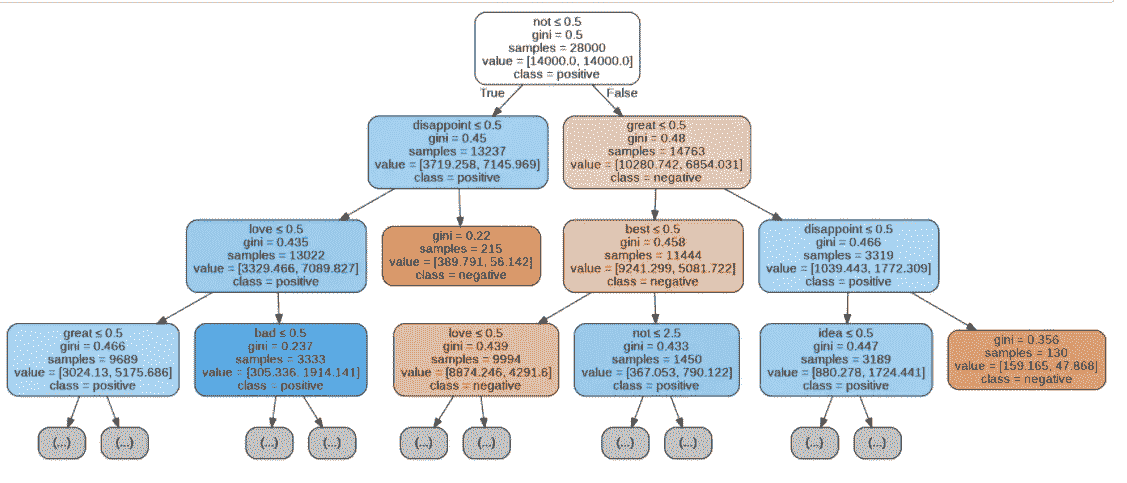 not ≤ 0.5
gini = 0.5
samples = 28000
value = [14000.0, 14000.0]
class = positive
True
False
disappoint ≤ 0.5
gini = 0.45
samples = 13237
value = [3719.258, 7145.969]
class = positive
great ≤ 0.5
gini = 0.48
samples = 14763
value = [10280.742, 6854.031]
class = negative
love ≤ 0.5
gini = 0.435
samples = 13022
value = [3329.466, 7089.827]
class = positive
gini = 0.22
samples = 215
value = [389.791, 56.142]
class = negative
best ≤ 0.5
gini = 0.458
samples = 11444
value = [9241.299, 5081.722]
class = negative
disappoint ≤ 0.5
gini = 0.466
samples = 3319
value = [1039.443, 1772.309]
class = positive
great ≤ 0.5
gini = 0.466
samples = 9689
value = [3024.13, 5175.686]
class = positive
bad ≤ 0.5
gini = 0.237
samples = 3333
value = [305.336, 1914.141]
class = positive
love ≤ 0.5
gini = 0.439
samples = 9994
value = [8874.246, 4291.6]
class = negative
not ≤ 2.5
gini = 0.433
samples = 1450
value = [367.053, 790.122]
class = positive
idea ≤ 0.5
gini = 0.447
samples = 3189
value = [880.278, 1724.441]
class = positive
gini = 0.356
samples = 130
value = [159.165, 47.868]
class = negative
(...)
(...)
(...)
(...)
(...)
(...)
(...)
(...)
(...)
(...)